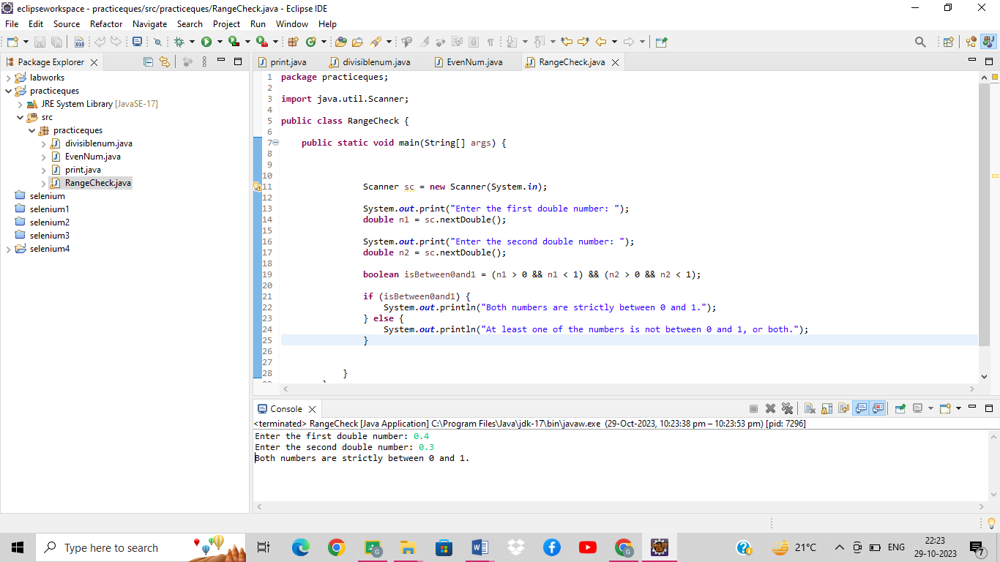 eclipseworkspace - practiceques/src/practiceques/RangeCheck.java - Eclipse IDE
File Edit Source Refactor Navigate Search Project Run Window Help
Package Explorer
labworks
practiceques
JRE System Library [JavaSE-17]
src
practiceques
divisiblenum.java
EvenNum.java
print.java
RangeCheck.java
selenium
selenium1
selenium2
selenium3
selenium4
print.java divisiblenum.java EvenNum.java RangeCheck.java
1 package practiceques;
2
3 import java.util.Scanner;
4
5 public class RangeCheck {
6
7 public static void main(String[] args) {
8
9
10
11 Scanner sc = new Scanner(System.in);
12
13 System.out.print("Enter the first double number: ");
14 double n1 = sc.nextDouble();
15
16 System.out.print("Enter the second double number: ");
17 double n2 = sc.nextDouble();
18
19 boolean isBetween0and1 = (n1 > 0 && n1 < 1) && (n2 > 0 && n2 < 1);
20
21 if (isBetween0and1) {
22 System.out.println("Both numbers are strictly between 0 and 1.");
23 } else {
24 System.out.println("At least one of the numbers is not between 0 and 1, or both.");
25 }
26
27
28 }
Console
<terminated> RangeCheck [Java Application] C:\Program Files\Java\jdk-17\bin\javaw.exe (29-Oct-2023, 10:23:38 pm – 10:23:53 pm) [pid: 7296]
Enter the first double number: 0.4
Enter the second double number: 0.3
Both numbers are strictly between 0 and 1.
Type here to search
21°C
ENG
22:23
29-10-2023
7